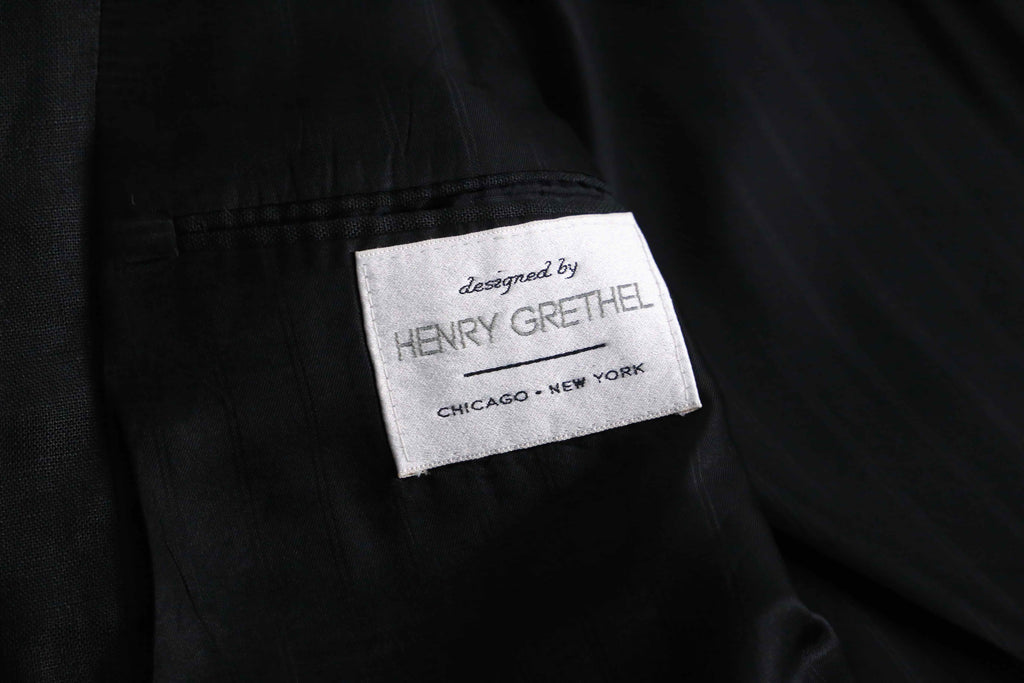 designed by
HENRY GRETHEL
CHICAGO • NEW YORK